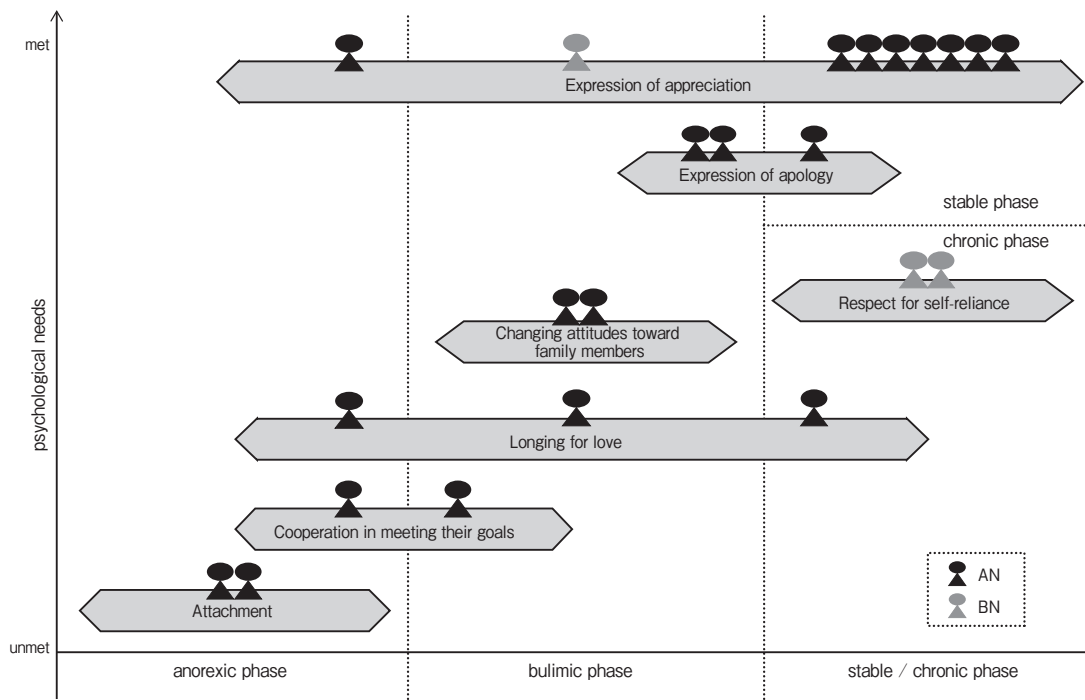 met
Expression of appreciation
Expression of apology
stable phase
chronic phase
Respect for self-reliance
Changing attitudes toward
family members
psychological needs
Longing for love
Cooperation in meeting their goals
AN
BN
Attachment
unmet
anorexic phase
bulimic phase
stable / chronic phase